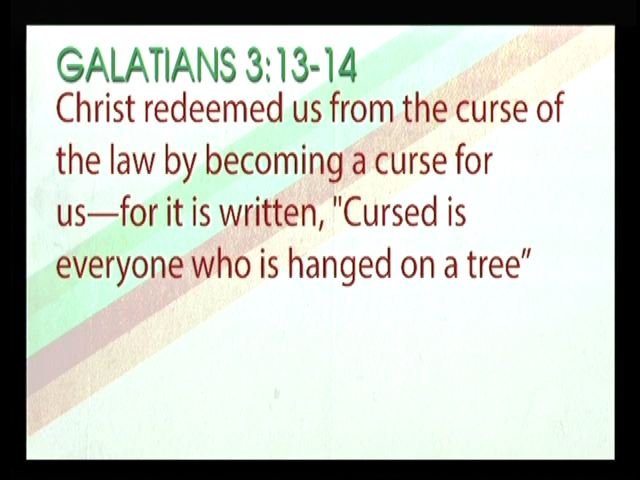 GALATIANS 3:13-14
Christ redeemed us from the curse of
the law by becoming a curse for
us—for it is written, "Cursed is
everyone who is hanged on a tree”